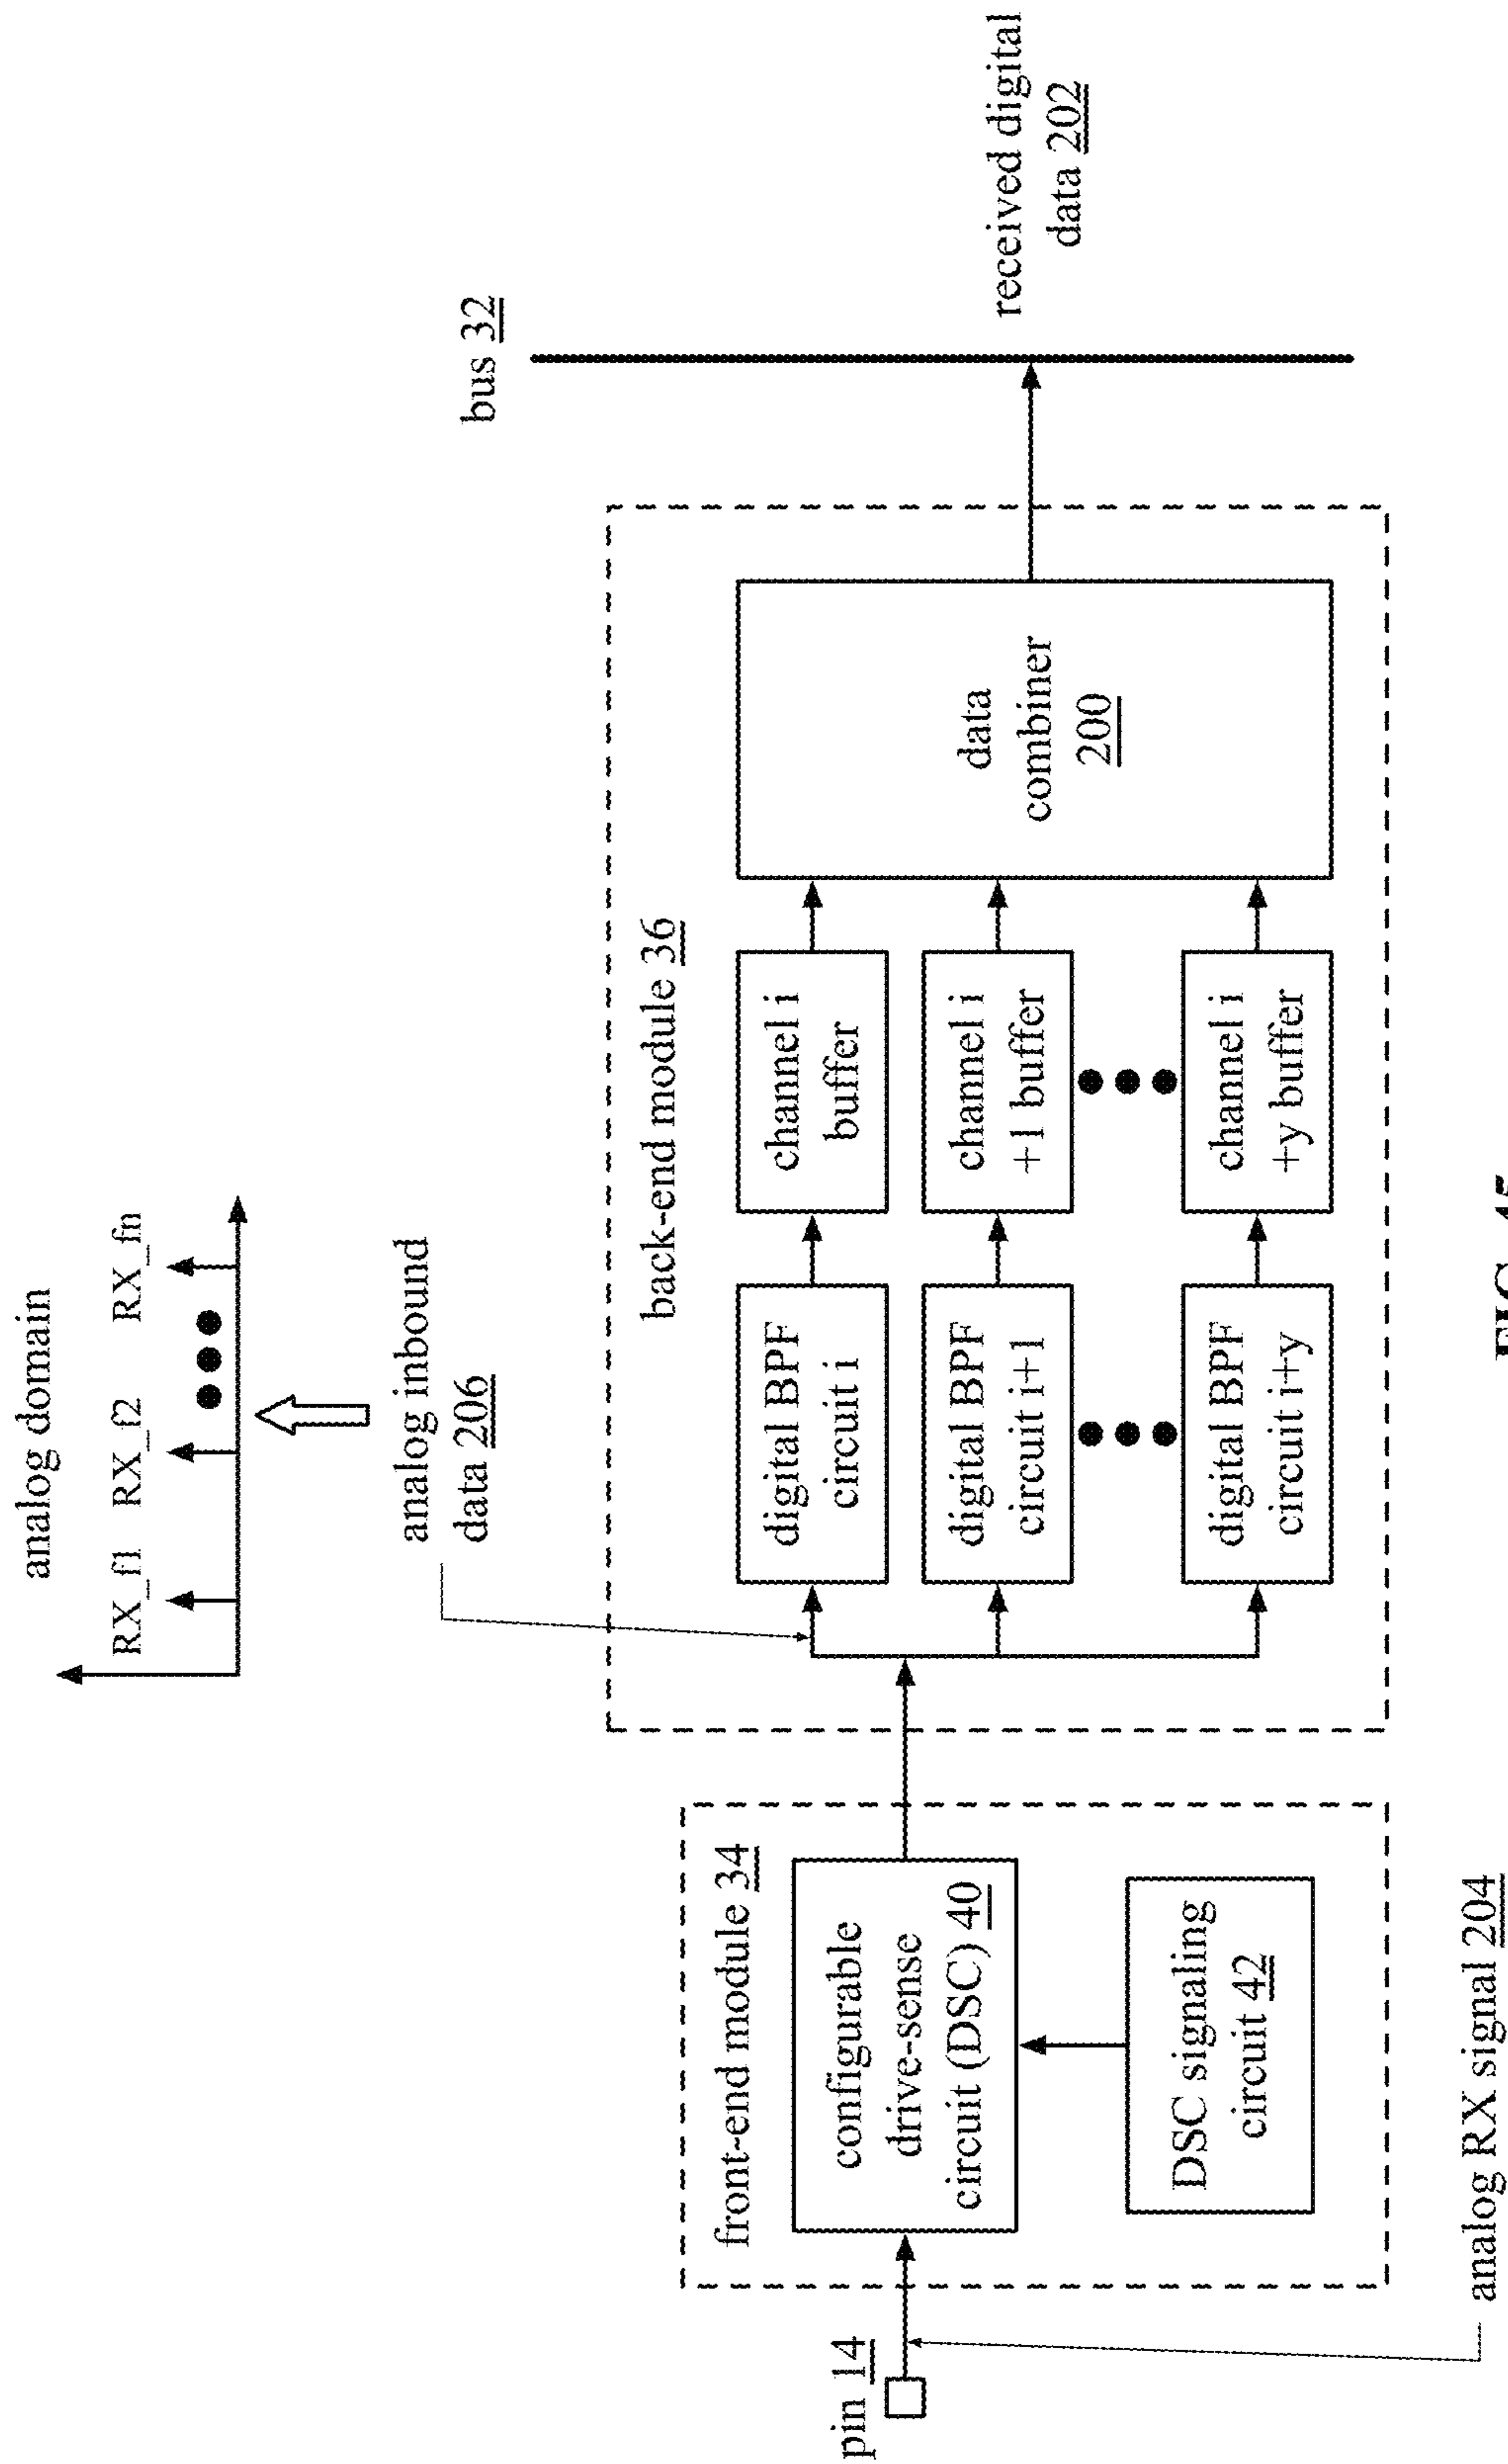 analog domain
RX_f1 RX_f2 RX_fn
analog inbound
data 206
bus 32
back-end module 36
front-end module 34
pin 14
configurable
drive-sense
circuit (DSC) 40
DSC signaling
circuit 42
digital BPF
circuit i
channel i
buffer
digital BPF
circuit i+1
channel i
+1 buffer
digital BPF
circuit i+y
channel i
+y buffer
data
combiner
200
received digital
data 202
analog RX signal 204